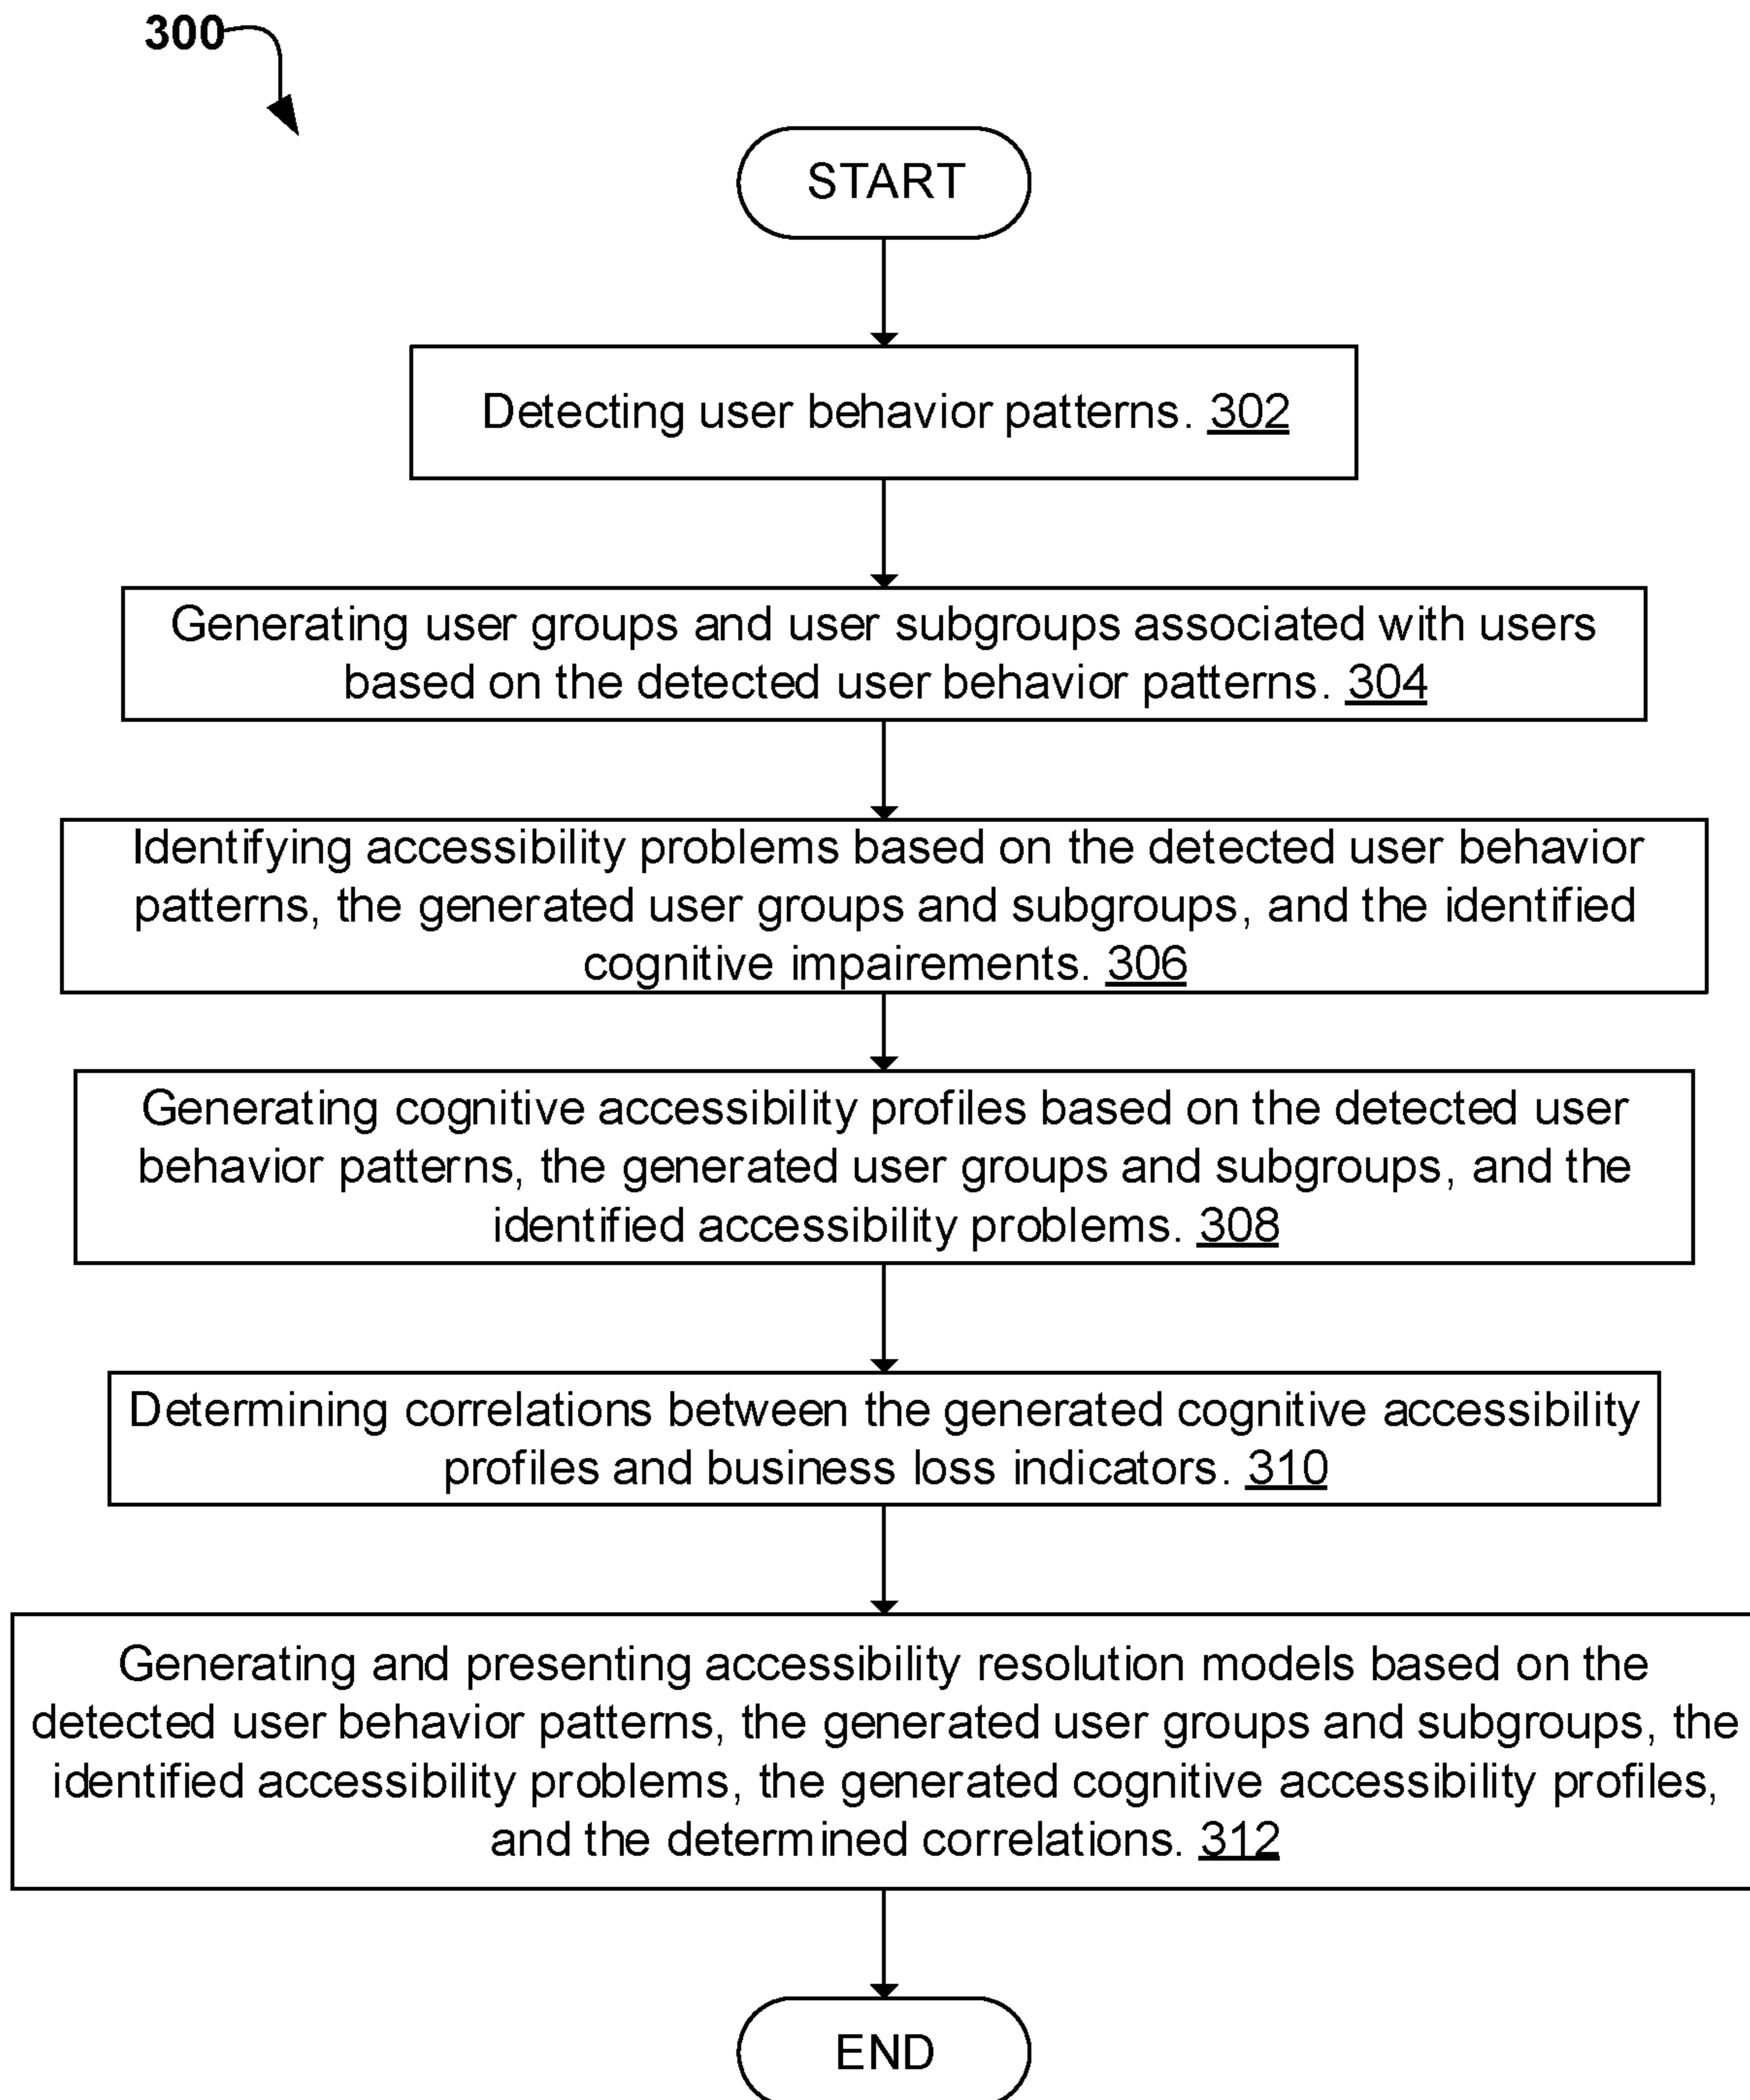 300
START
Detecting user behavior patterns. 302
Generating user groups and user subgroups associated with users
based on the detected user behavior patterns. 304
Identifying accessibility problems based on the detected user behavior
patterns, the generated user groups and subgroups, and the identified
cognitive impairements. 306
Generating cognitive accessibility profiles based on the detected user
behavior patterns, the generated user groups and subgroups, and the
identified accessibility problems. 308
Determining correlations between the generated cognitive accessibility
profiles and business loss indicators. 310
Generating and presenting accessibility resolution models based on the
detected user behavior patterns, the generated user groups and subgroups, the
identified accessibility problems, the generated cognitive accessibility profiles,
and the determined correlations. 312
END